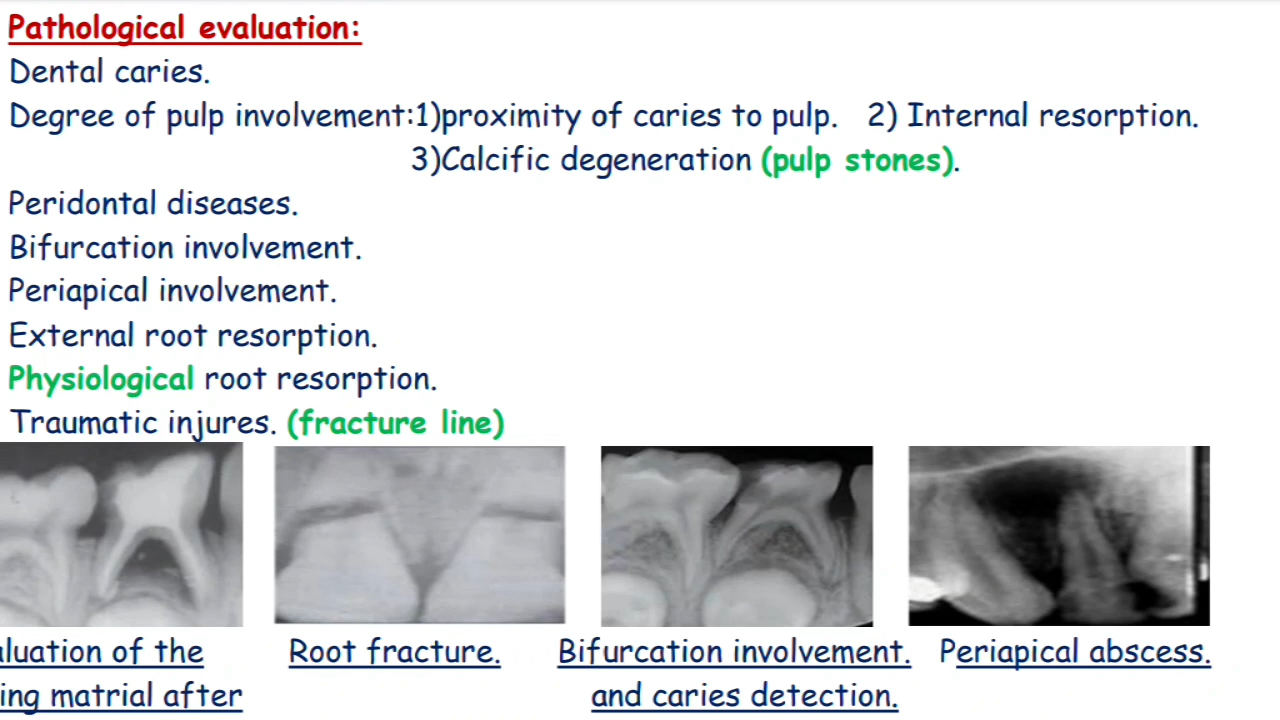 Pathological evaluation:
Dental caries.
Degree of pulp involvement:1)proximity of caries to pulp. 2) Internal resorption.
3)Calcific degeneration (pulp stones).
Peridontal diseases.
Bifurcation involvement.
Periapical involvement.
External root resorption.
Physiological root resorption.
Traumatic injures. (fracture line)
of the Root fracture. Bifurcation involvement. Periapical abscess.
matrial after and caries detection.